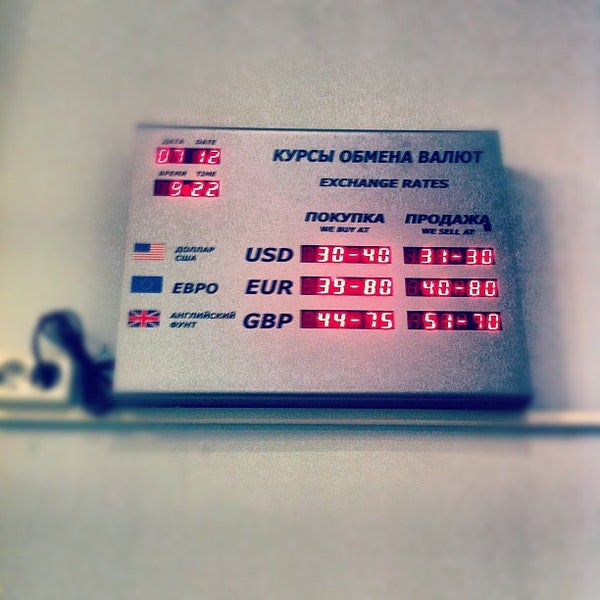 ДАТА DATE
07 12
ВРЕМЯ TIME
9 22
КУРСЫ ОБМЕНА ВАЛЮТ
EXCHANGE RATES
ПОКУПКА ПРОДАЖА
WE BUY AT WE SELL AT
ДОЛЛАР США USD 30-40 31-30
ЕВРО EUR 39-80 40-80
АНГЛИЙСКИЙ ФУНТ GBP 44-75 51-70